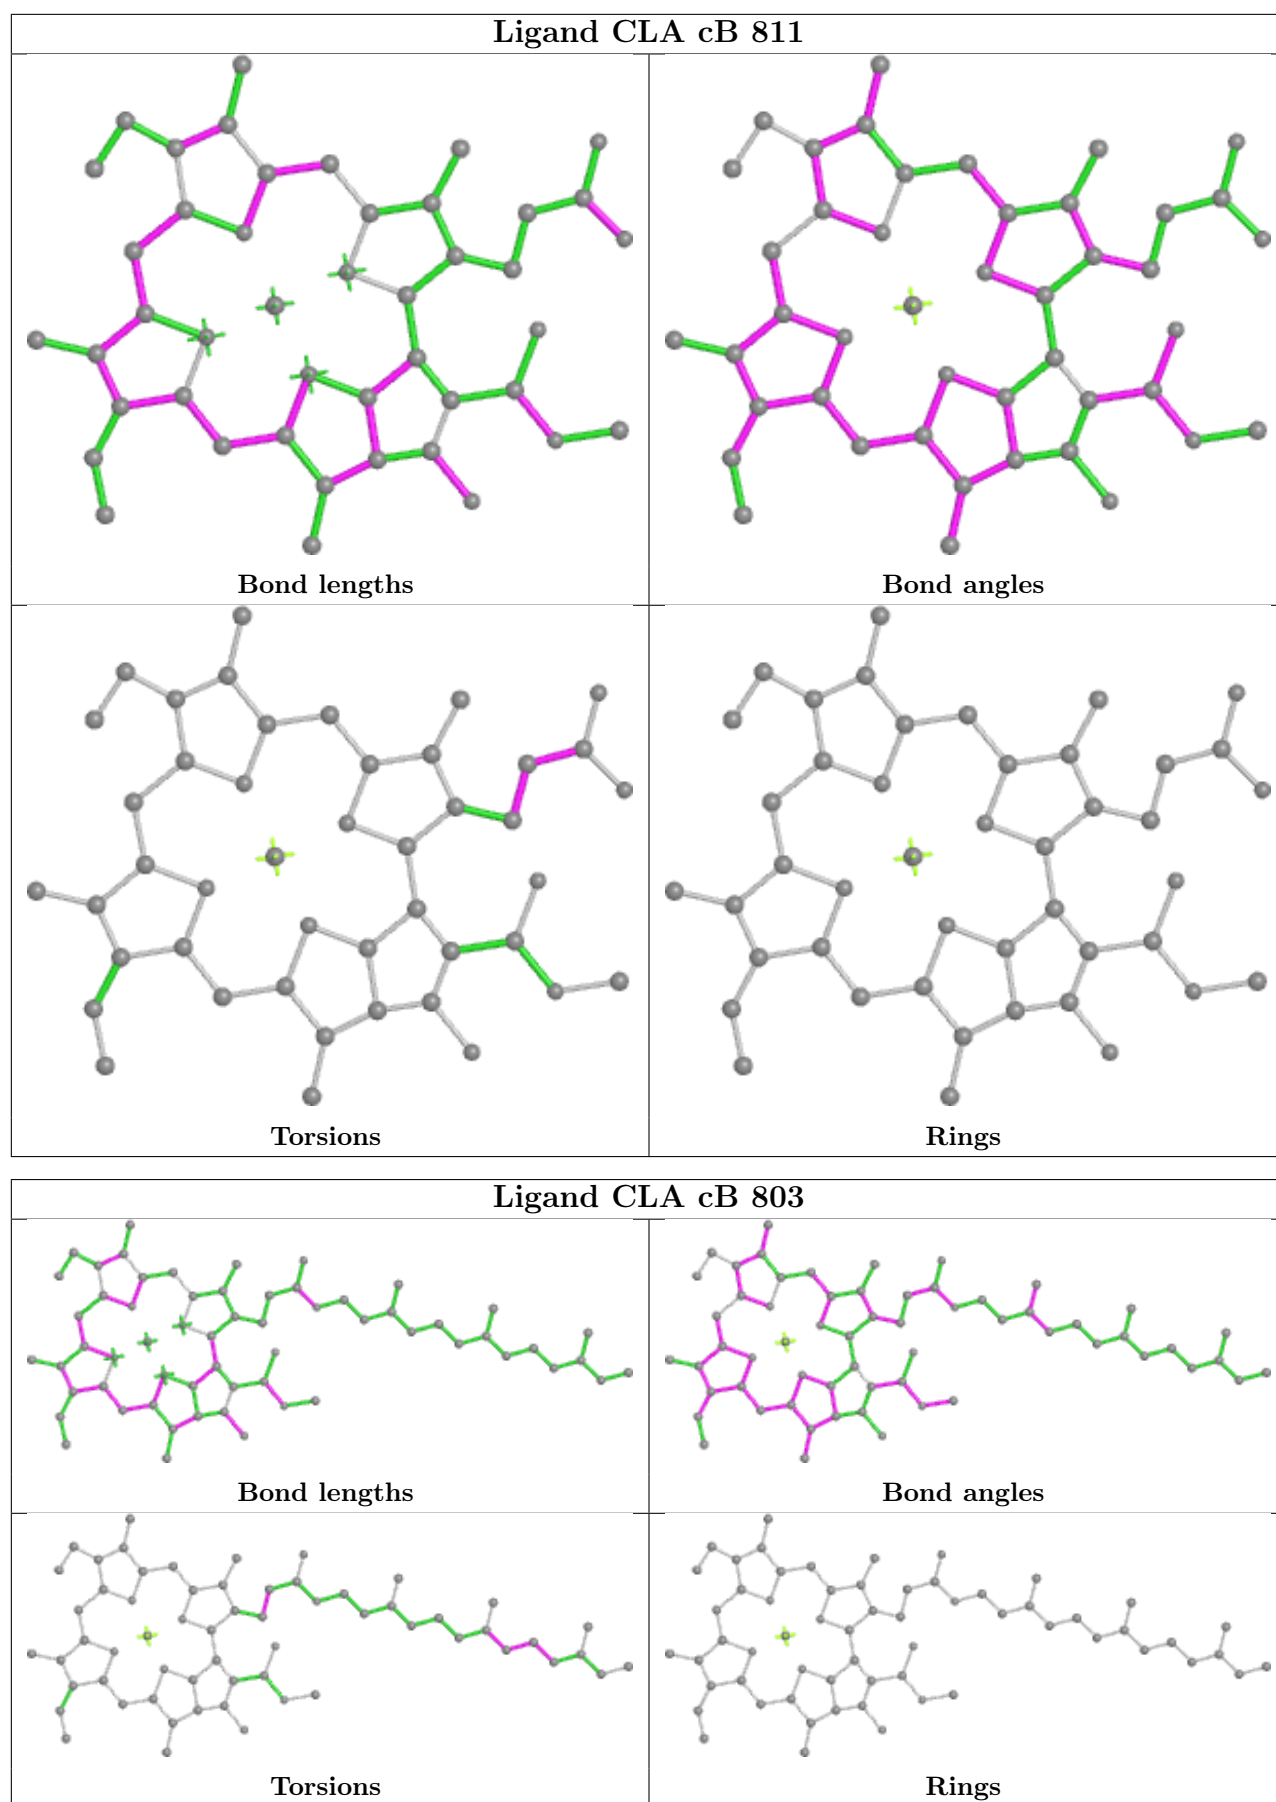 Ligand CLA cB 811
Bond lengths
Bond angles
Torsions
Rings
Ligand CLA cB 803
Bond lengths
Bond angles
Torsions
Rings